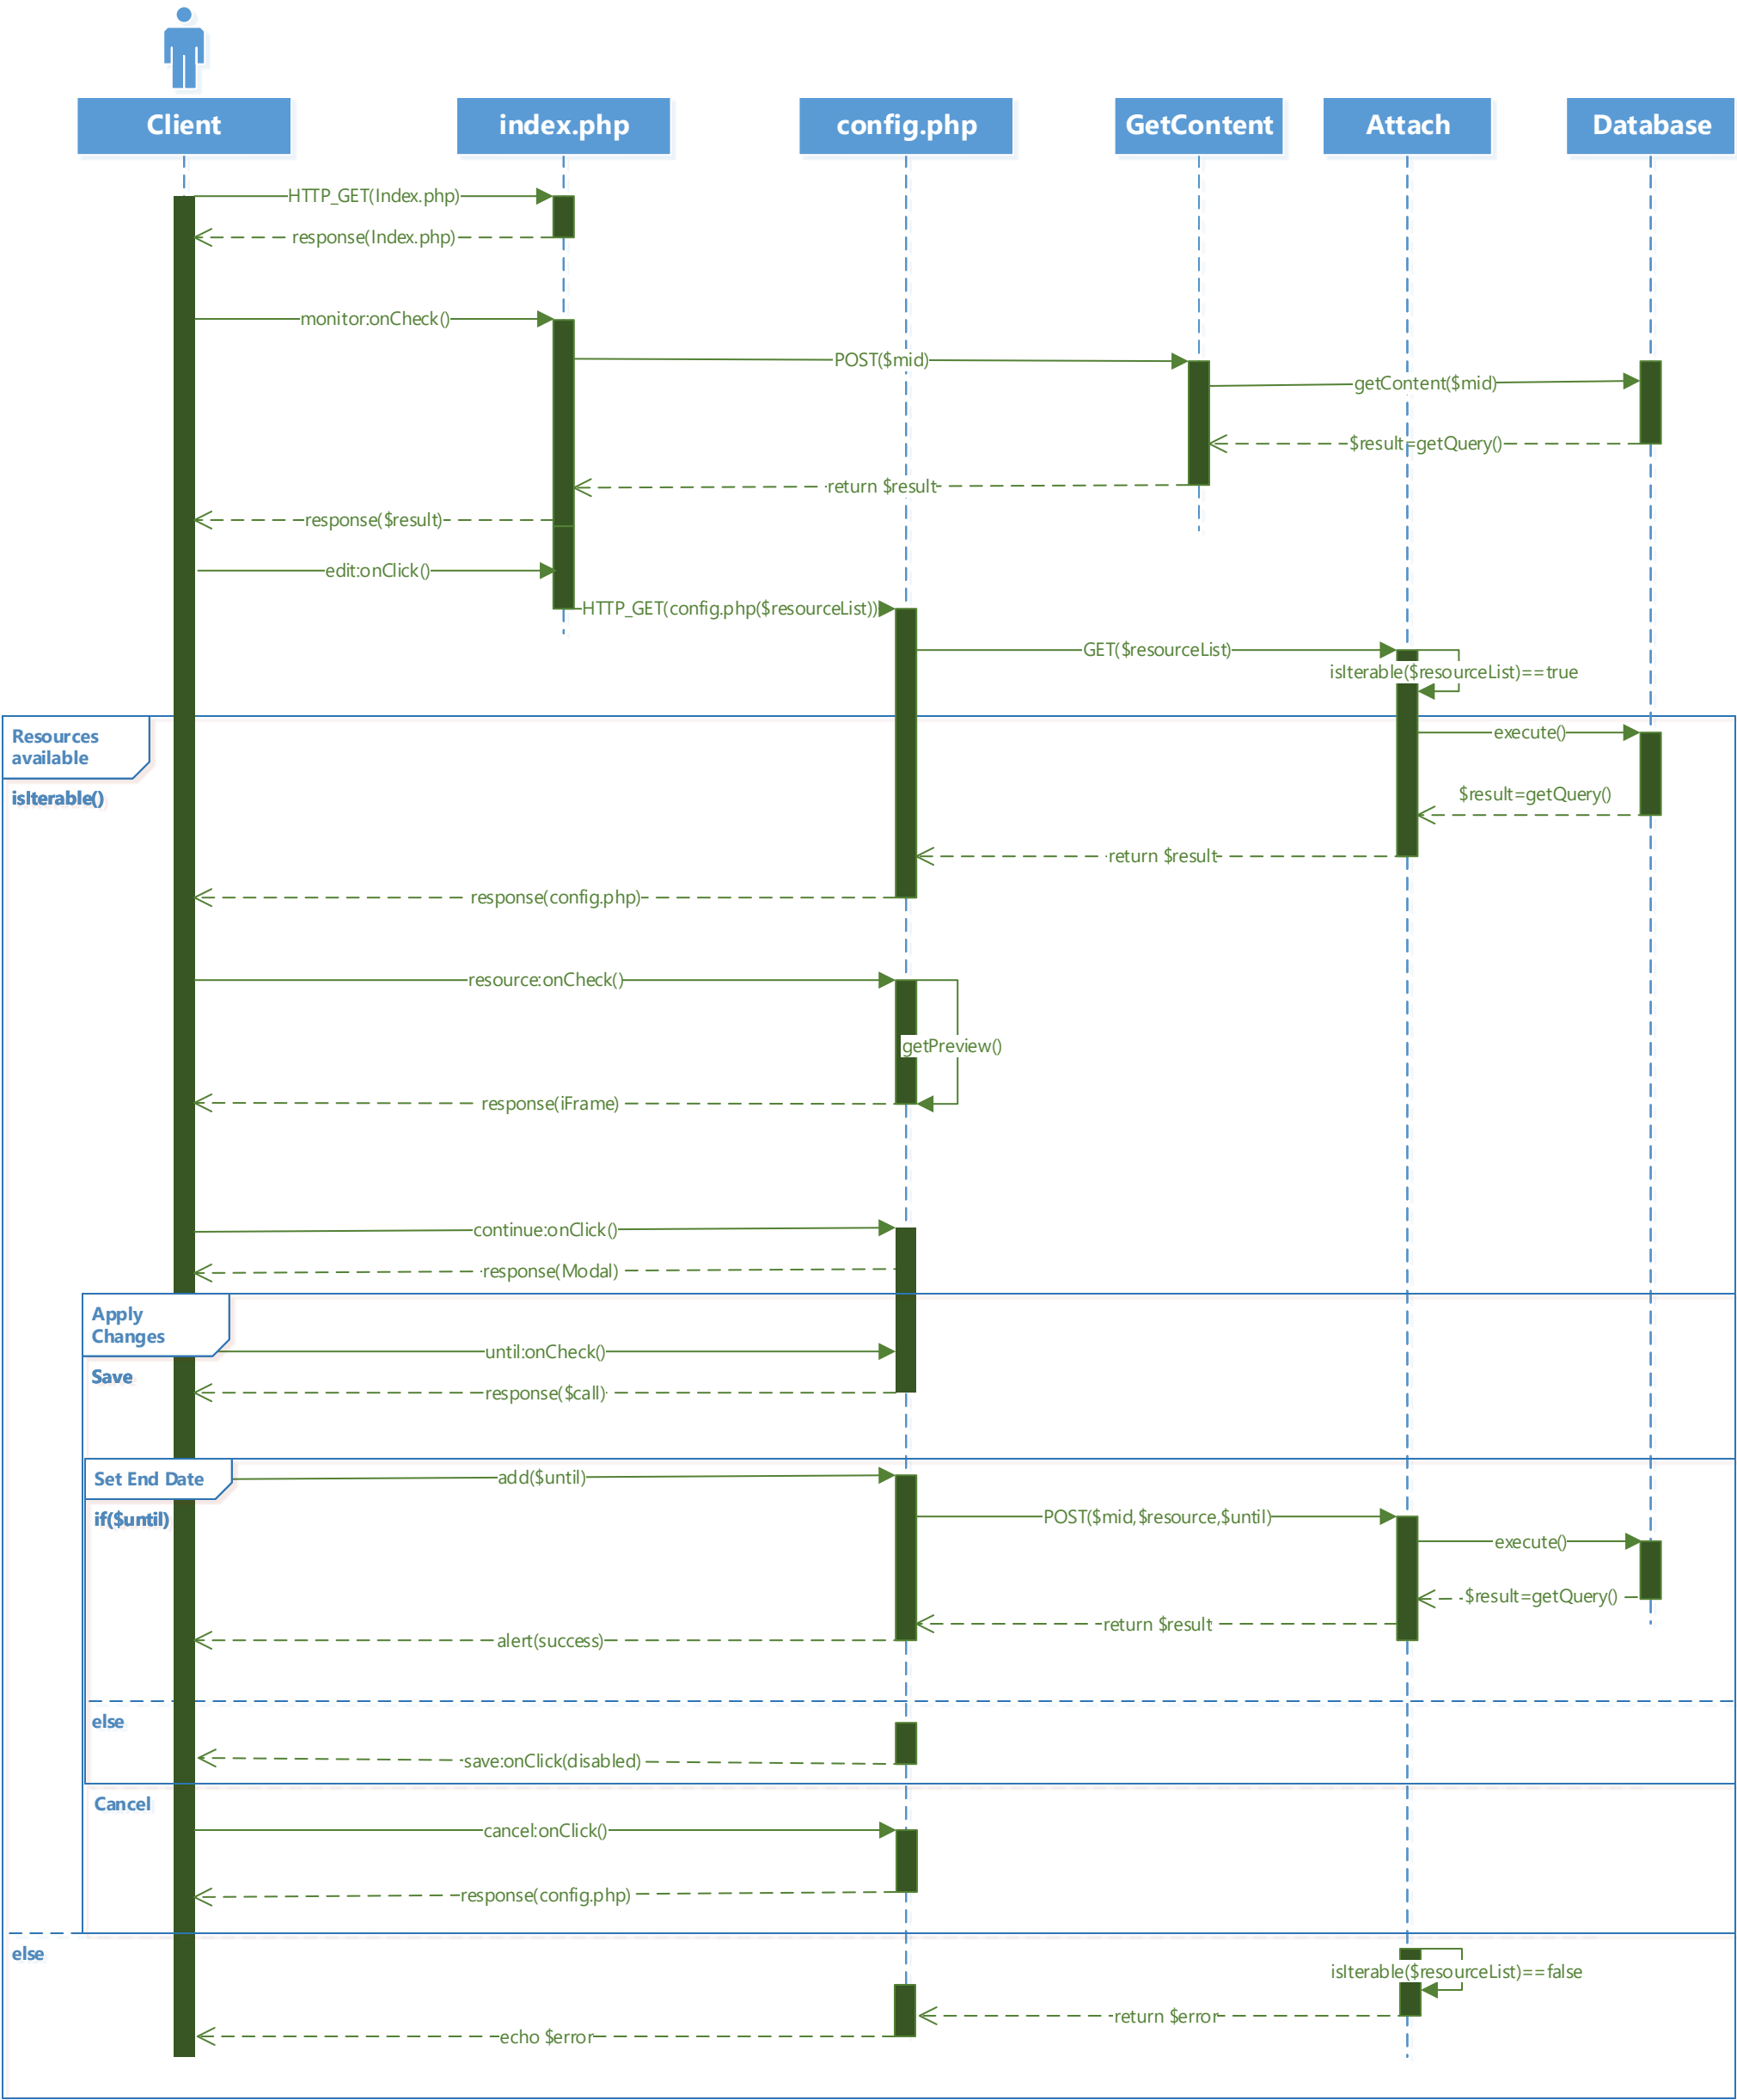 Client
index.php
config.php
GetContent
Attach
Database
HTTP_GET(Index.php)
response(Index.php)
monitor:onCheck()
POST($mid)
getContent($mid)
$result=getQuery()
return $result
response($result)
edit:onClick()
HTTP_GET(config.php($resourceList))
GET($resourceList)
isIterable($resourceList)==true
Resources
available
isIterable()
execute()
$result=getQuery()
return $result
response(config.php)
resource:onCheck()
getPreview()
response(iFrame)
continue:onClick()
response(Modal)
Apply
Changes
until:onCheck()
Save
response($call)
Set End Date
add($until)
if($until)
POST($mid,$resource,$until)
execute()
$result=getQuery()
return $result
alert(success)
else
save:onClick(disabled)
Cancel
cancel:onClick()
response(config.php)
else
isIterable($resourceList)==false
return $error
echo $error